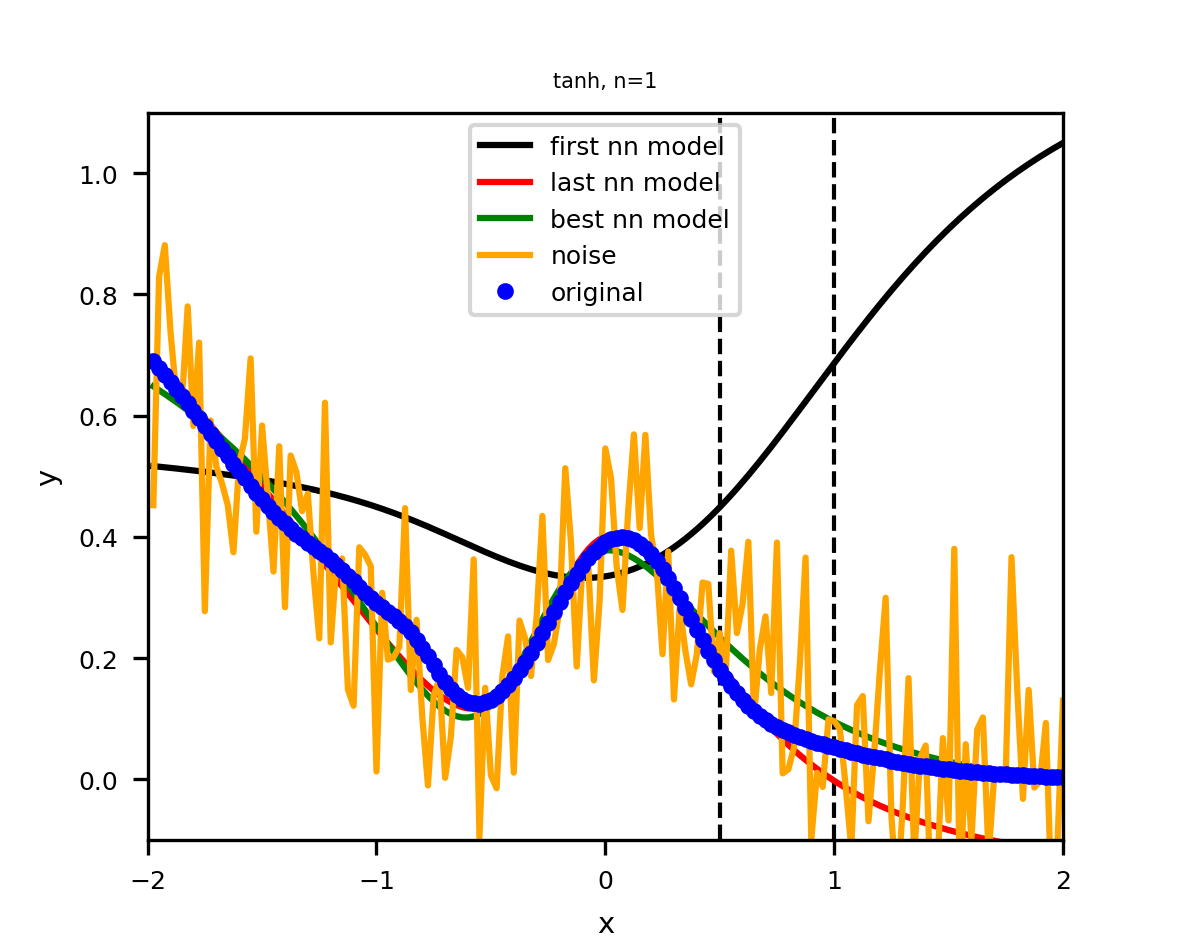 tanh, n=1
first nn model
last nn model
best nn model
noise
original
1.0
0.8
0.6
0.4
0.2
0.0
y
−2
−1
0
1
2
x